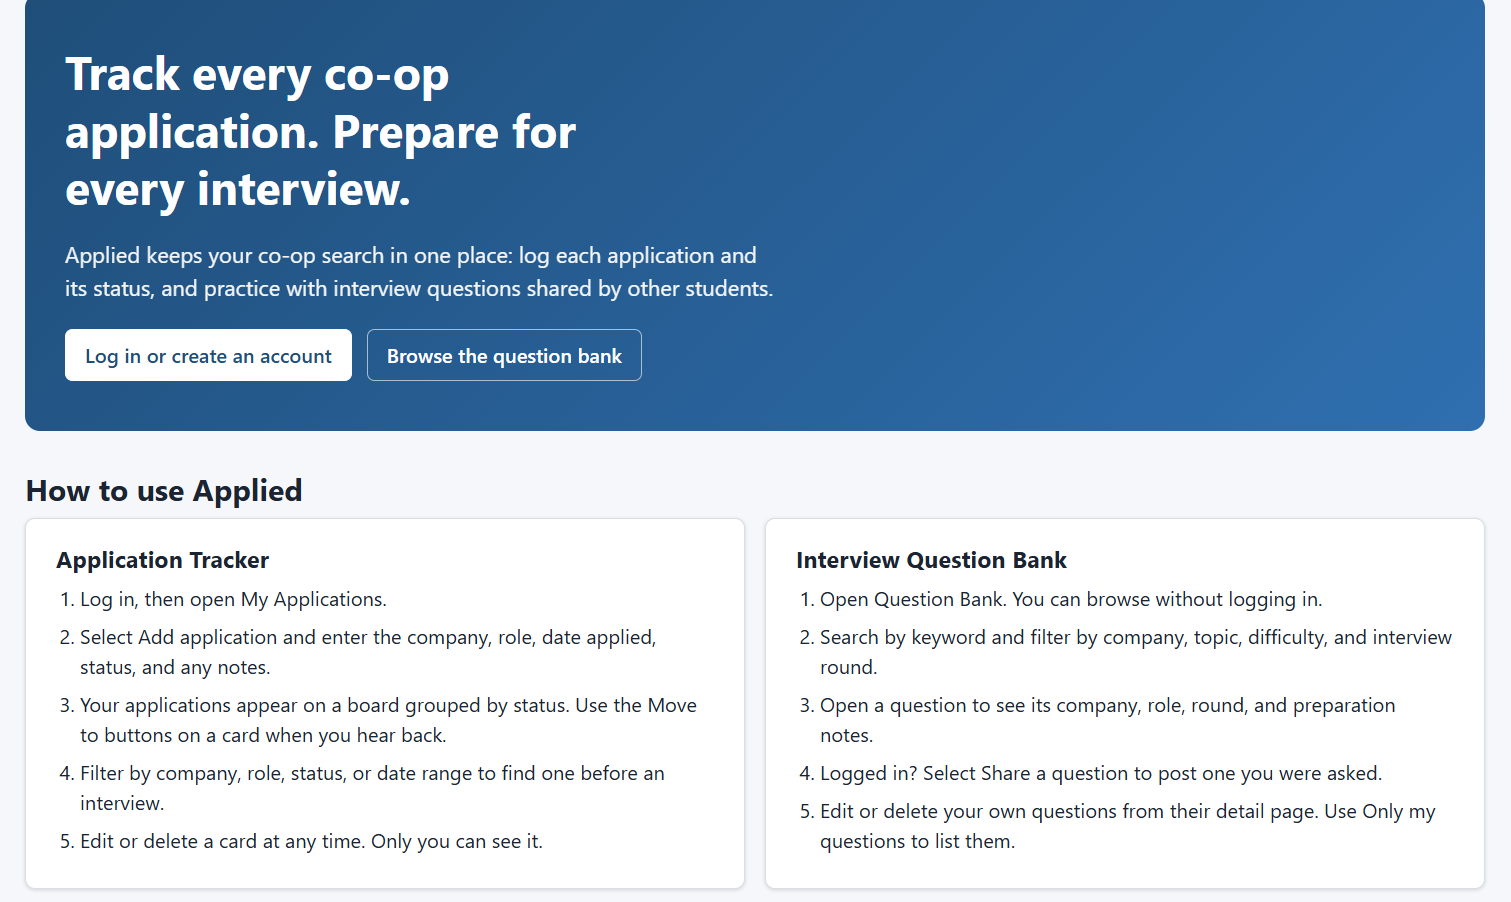 Track every co-op
application. Prepare for
every interview.
Applied keeps your co-op search in one place: log each application and
its status, and practice with interview questions shared by other students.
Log in or create an account
Browse the question bank
How to use Applied
Application Tracker
1. Log in, then open My Applications.
2. Select Add application and enter the company, role, date applied,
status, and any notes.
3. Your applications appear on a board grouped by status. Use the Move
to buttons on a card when you hear back.
4. Filter by company, role, status, or date range to find one before an
interview.
5. Edit or delete a card at any time. Only you can see it.
Interview Question Bank
1. Open Question Bank. You can browse without logging in.
2. Search by keyword and filter by company, topic, difficulty, and interview
round.
3. Open a question to see its company, role, round, and preparation
notes.
4. Logged in? Select Share a question to post one you were asked.
5. Edit or delete your own questions from their detail page. Use Only my
questions to list them.